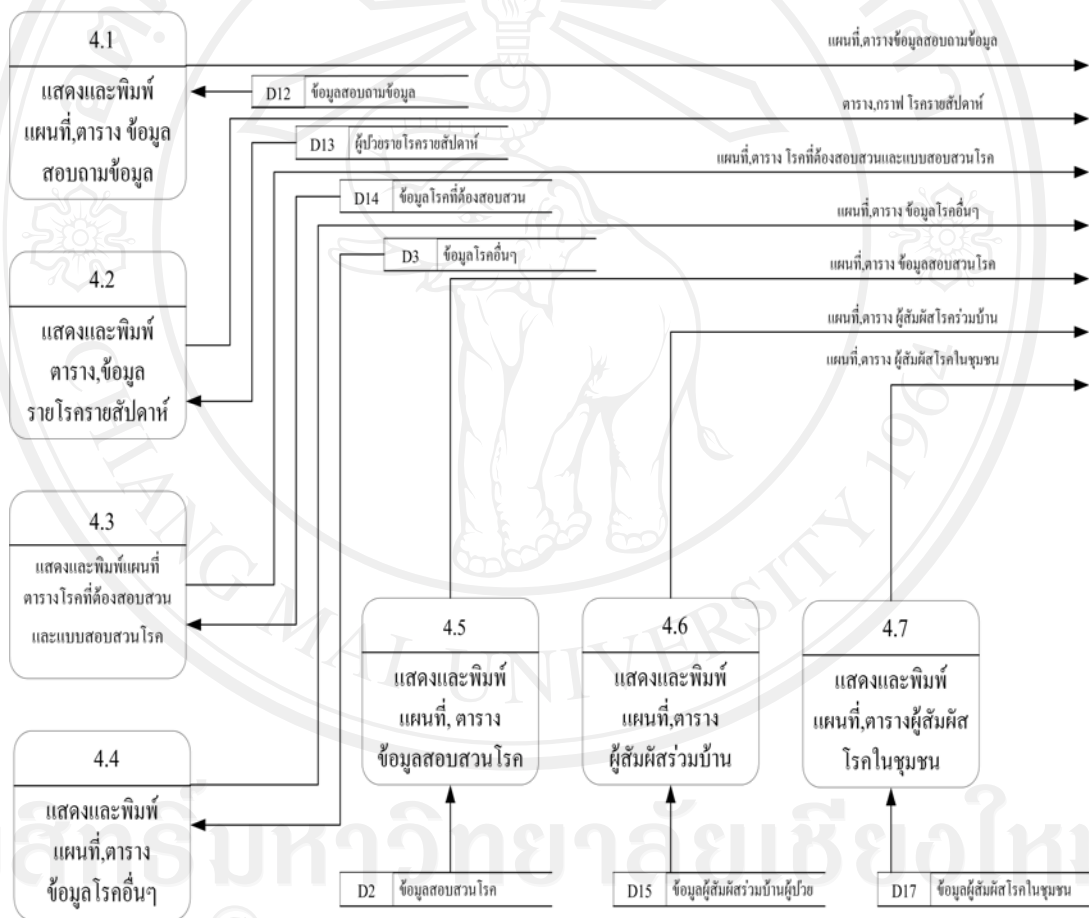 4.1
แสดงและพิมพ์
แผนที่,ตาราง ข้อมูล
สอบถามข้อมูล
D12 ข้อมูลสอบถามข้อมูล
แผนที่,ตารางข้อมูลสอบถามข้อมูล
ตาราง,กราฟ โรครายสัปดาห์
D13 ผู้ป่วยรายโรครายสัปดาห์
แผนที่,ตาราง โรคที่ต้องสอบสวนและแบบสอบสวนโรค
D14 ข้อมูลโรคที่ต้องสอบสวน
แผนที่,ตาราง ข้อมูลโรคอื่นๆ
D3 ข้อมูลโรคอื่นๆ
แผนที่,ตาราง ข้อมูลสอบสวนโรค
แผนที่,ตาราง ผู้สัมผัสโรคร่วมบ้าน
แผนที่,ตาราง ผู้สัมผัสโรคในชุมชน
4.2
แสดงและพิมพ์
ตาราง,ข้อมูล
รายโรครายสัปดาห์
4.3
แสดงและพิมพ์แผนที่
ตารางโรคที่ต้องสอบสวน
และแบบสอบสวนโรค
4.4
แสดงและพิมพ์
แผนที่,ตาราง
ข้อมูลโรคอื่นๆ
4.5
แสดงและพิมพ์
แผนที่, ตาราง
ข้อมูลสอบสวนโรค
4.6
แสดงและพิมพ์
แผนที่,ตาราง
ผู้สัมผัสร่วมบ้าน
4.7
แสดงและพิมพ์
แผนที่,ตารางผู้สัมผัส
โรคในชุมชน
D2 ข้อมูลสอบสวนโรค
D15 ข้อมูลผู้สัมผัสร่วมบ้านผู้ป่วย
D17 ข้อมูลผู้สัมผัสโรคในชุมชน
CHIANG MAI UNIVERSITY 1964